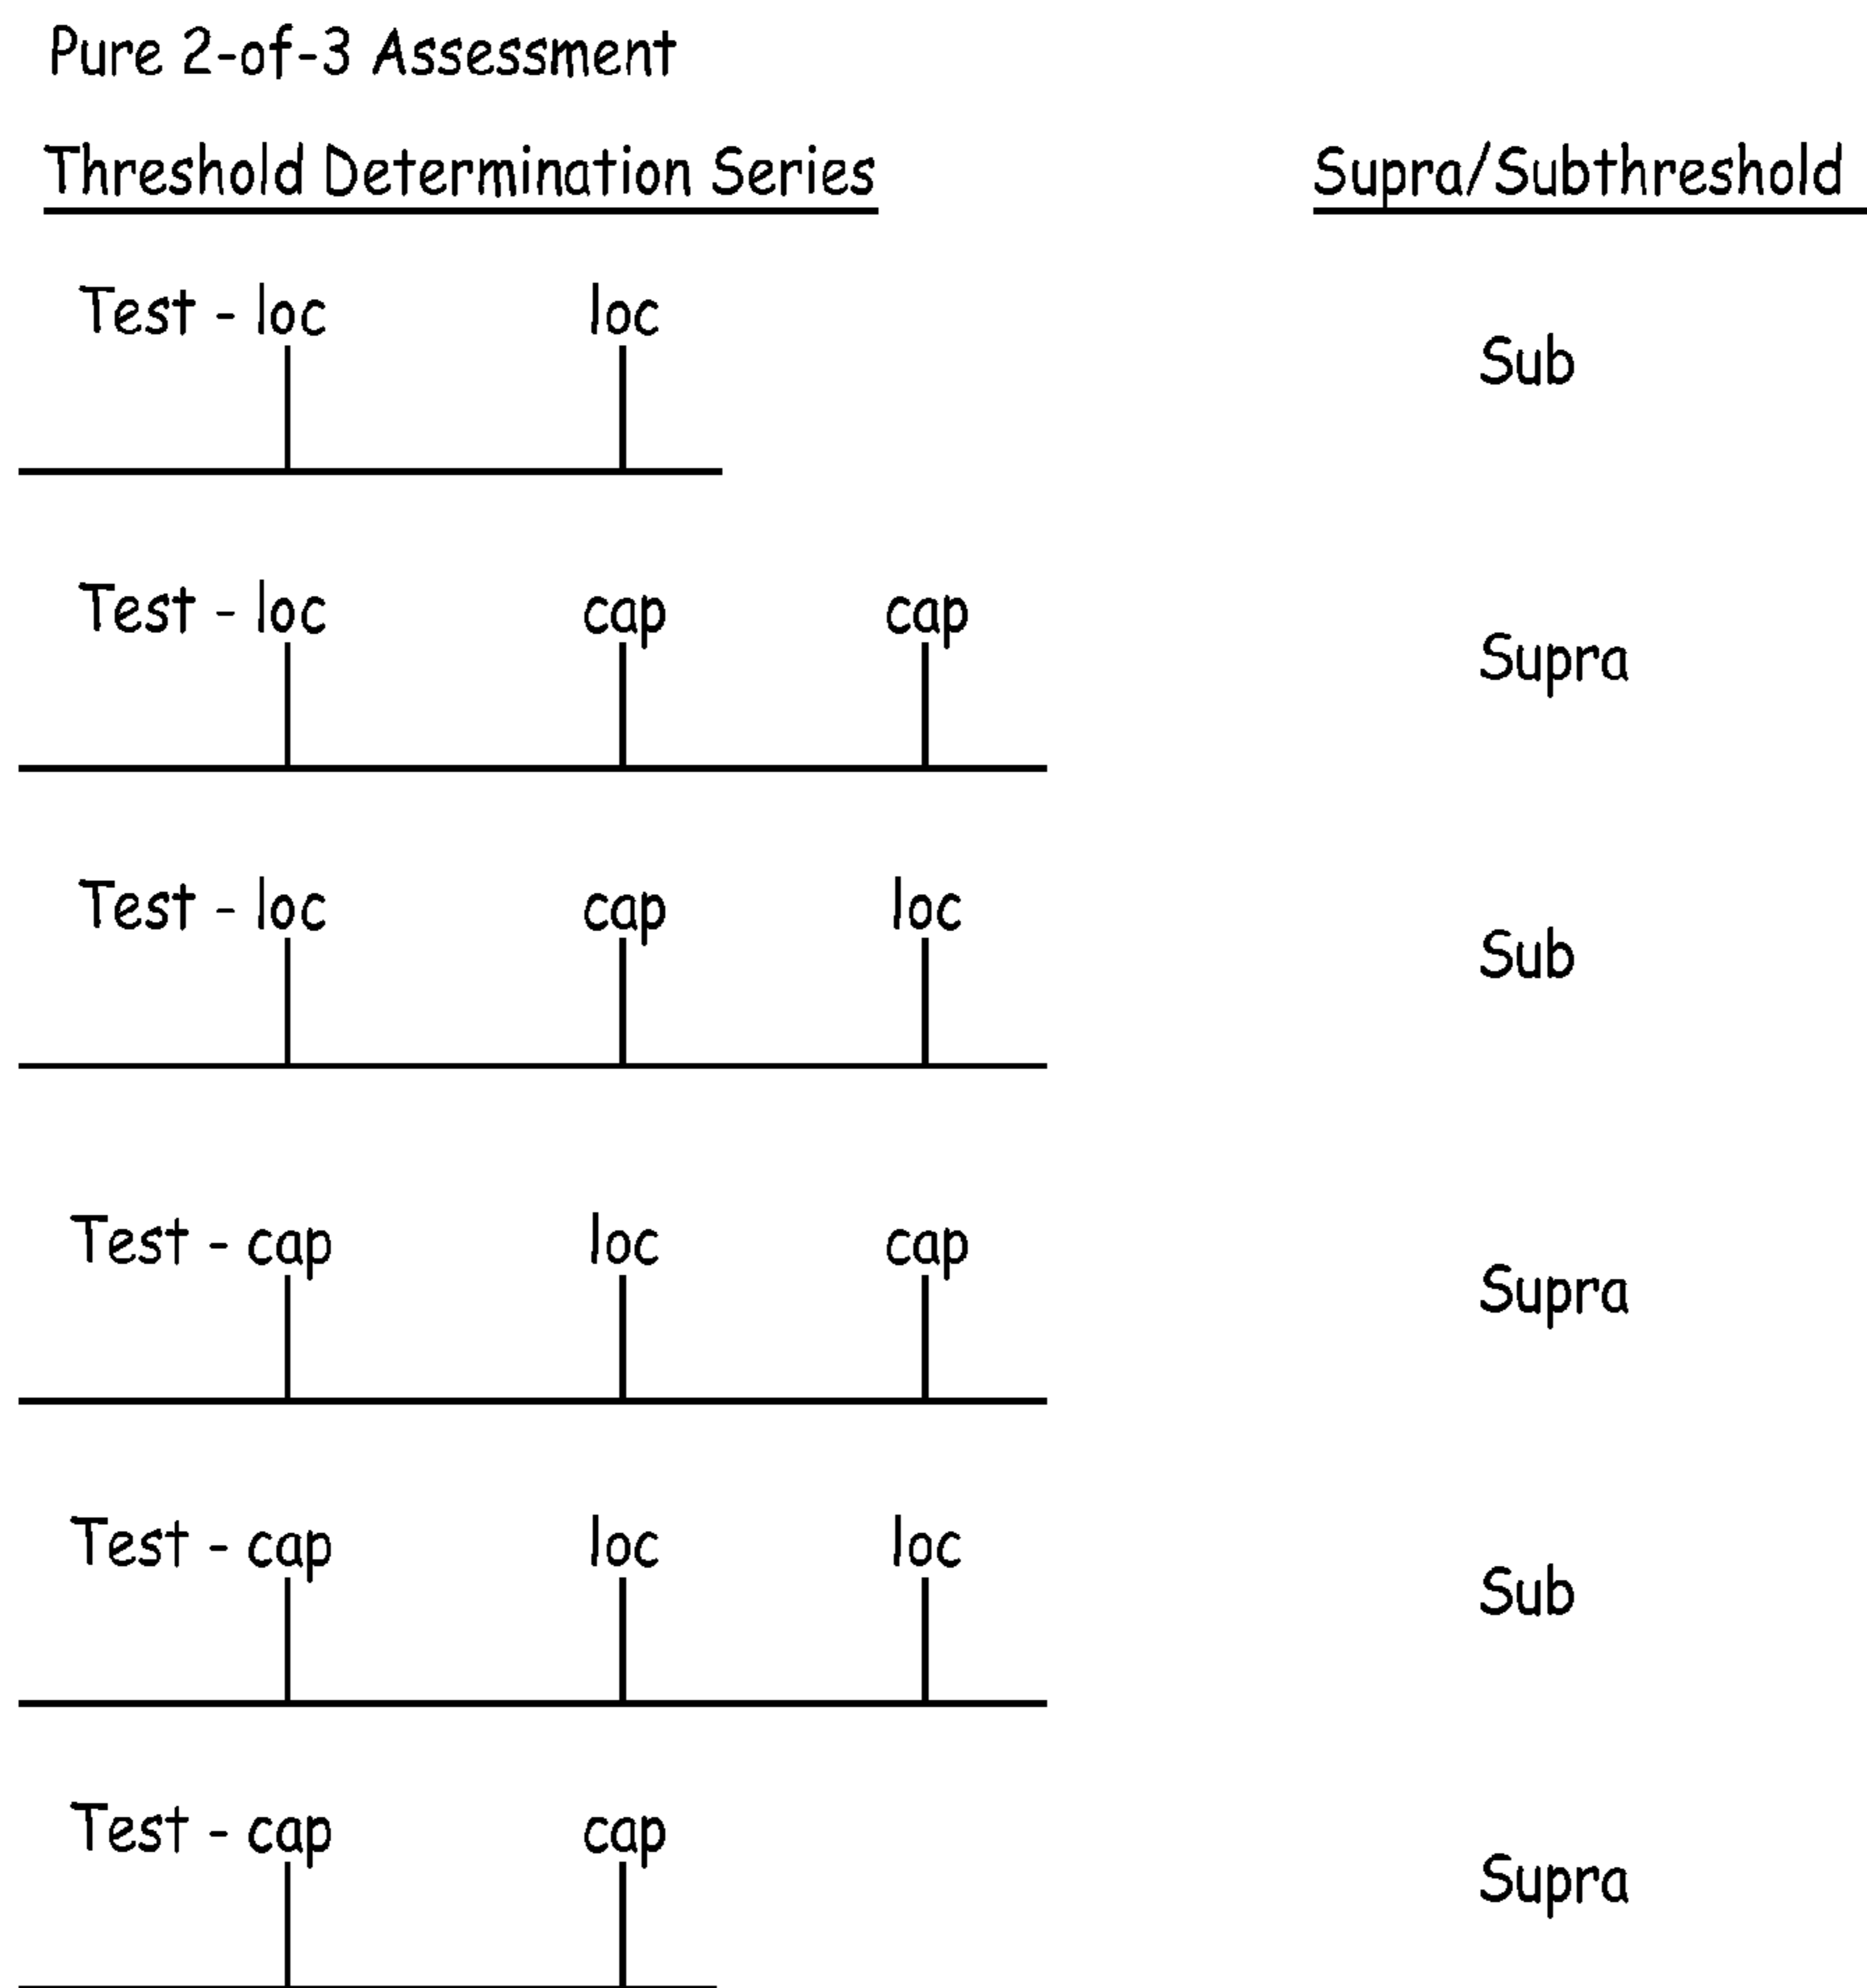 Pure 2-of-3 Assessment
Threshold Determination Series Supra/Subthreshold
Test - loc loc
Sub
Test - loc cap cap
Supra
Test - loc cap loc
Sub
Test - cap loc cap
Supra
Test - cap loc loc
Sub
Test - cap cap
Supra